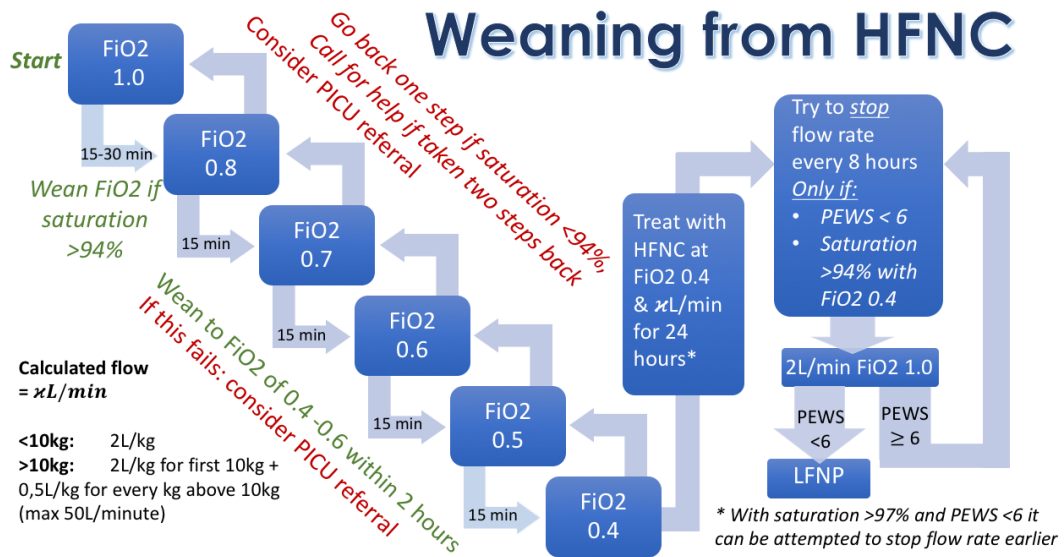 Weaning from HFNC
Start
FiO2
1.0
15-30 min
Wean FiO2 if
saturation
>94%
FiO2
0.8
15 min
FiO2
0.7
15 min
FiO2
0.6
15 min
FiO2
0.5
15 min
FiO2
0.4
Go back one step if saturation <94%,
Call for help if taken two steps back
Consider PICU referral
Wean to FiO2 of 0.4 -0.6 within 2 hours
If this fails: consider PICU referral
Calculated flow
= ϰL/min
<10kg: 2L/kg
>10kg: 2L/kg for first 10kg +
0,5L/kg for every kg above 10kg
(max 50L/minute)
Treat with
HFNC at
FiO2 0.4
& ϰL/min
for 24
hours*
Try to stop
flow rate
every 8 hours
Only if:
• PEWS < 6
• Saturation
>94% with
FiO2 0.4
2L/min FiO2 1.0
PEWS
<6
PEWS
≥ 6
LFNP
* With saturation >97% and PEWS <6 it
can be attempted to stop flow rate earlier